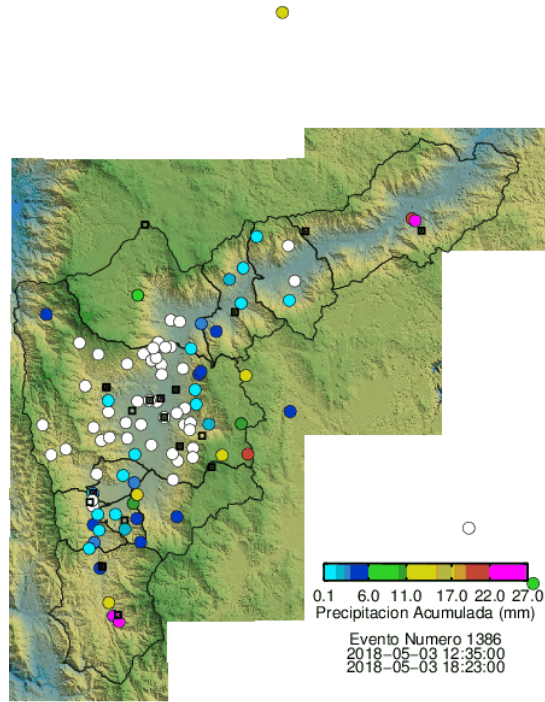 0.1 6.0 11.0 17.0 22.0 27.0
Precipitacion Acumulada (mm)
Evento Numero 1386
2018-05-03 12:35:00
2018-05-03 18:23:00